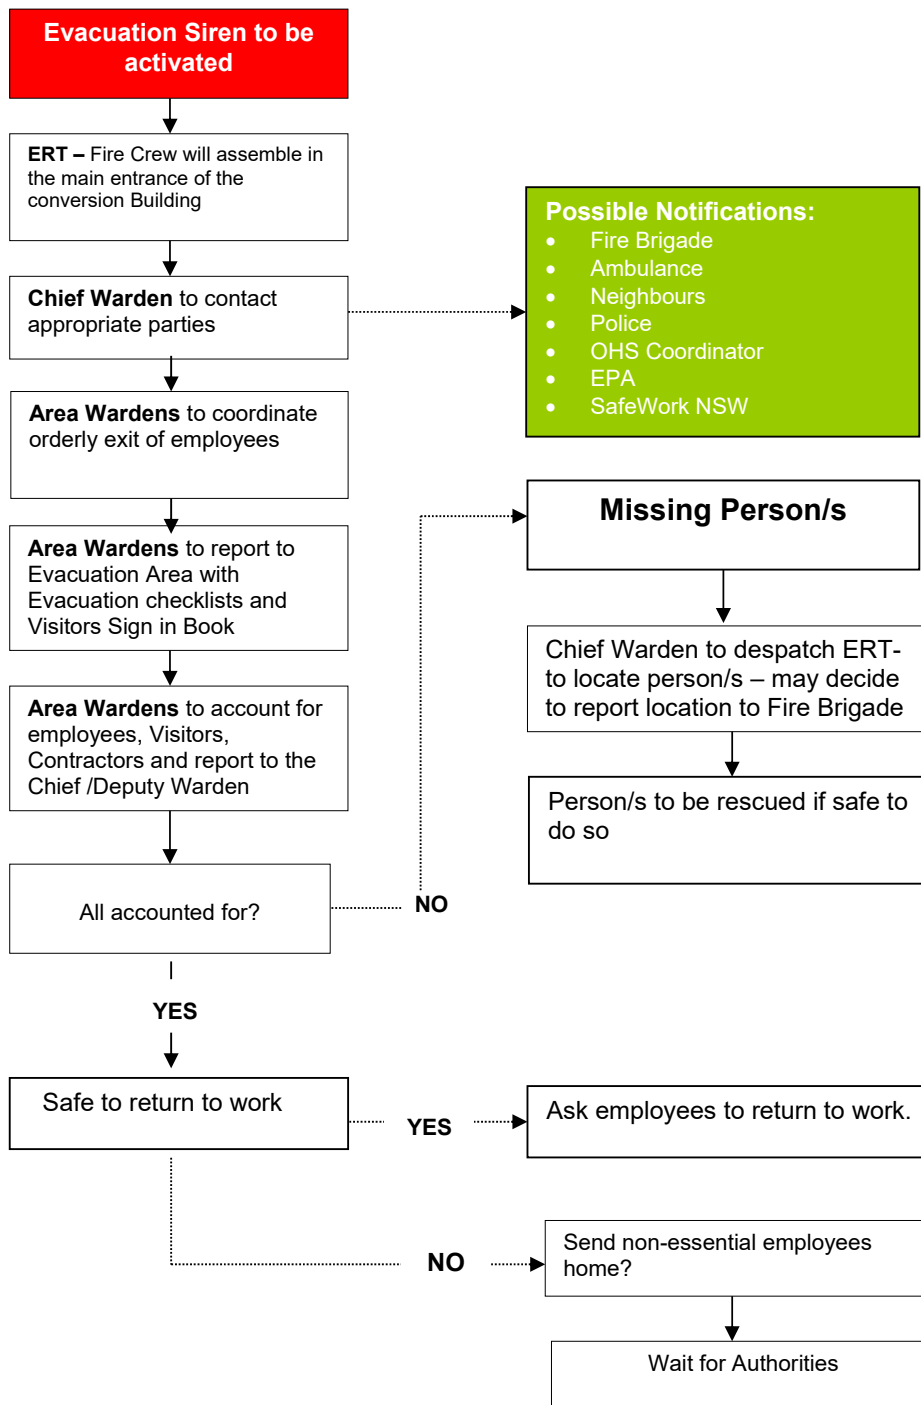 Evacuation Siren to be
activated
ERT – Fire Crew will assemble in
the main entrance of the
conversion Building
Chief Warden to contact
appropriate parties
Possible Notifications:
• Fire Brigade
• Ambulance
• Neighbours
• Police
• OHS Coordinator
• EPA
• SafeWork NSW
Area Wardens to coordinate
orderly exit of employees
Area Wardens to report to
Evacuation Area with
Evacuation checklists and
Visitors Sign in Book
Area Wardens to account for
employees, Visitors,
Contractors and report to the
Chief /Deputy Warden
All accounted for?
NO
Missing Person/s
Chief Warden to despatch ERT-
to locate person/s – may decide
to report location to Fire Brigade
Person/s to be rescued if safe to
do so
YES
Safe to return to work
YES
Ask employees to return to work.
NO
Send non-essential employees
home?
Wait for Authorities